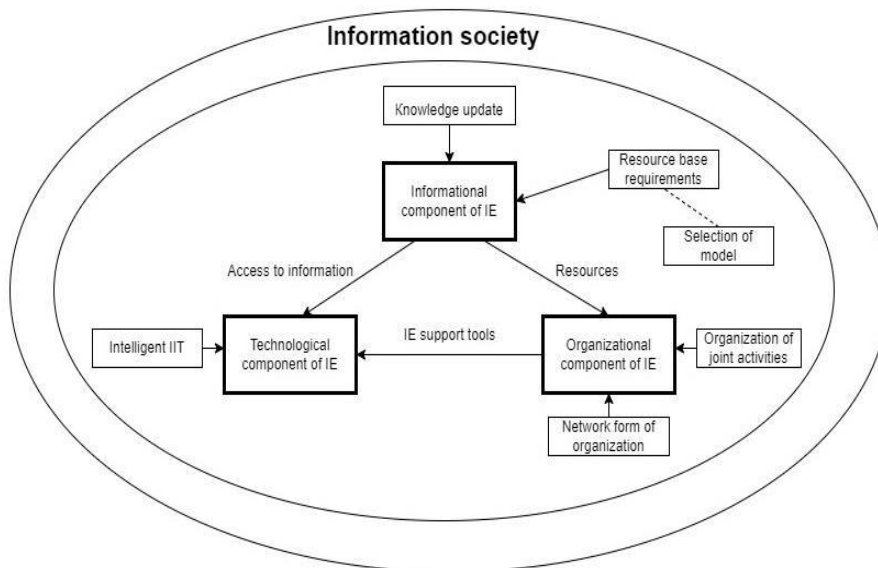 Information society
Knowledge update
Informational
component of IE
Resource base
requirements
Selection of
model
Access to information
Resources
Intelligent IIT
Technological
component of IE
IE support tools
Organizational
component of IE
Organization of
joint activities
Network form of
organization